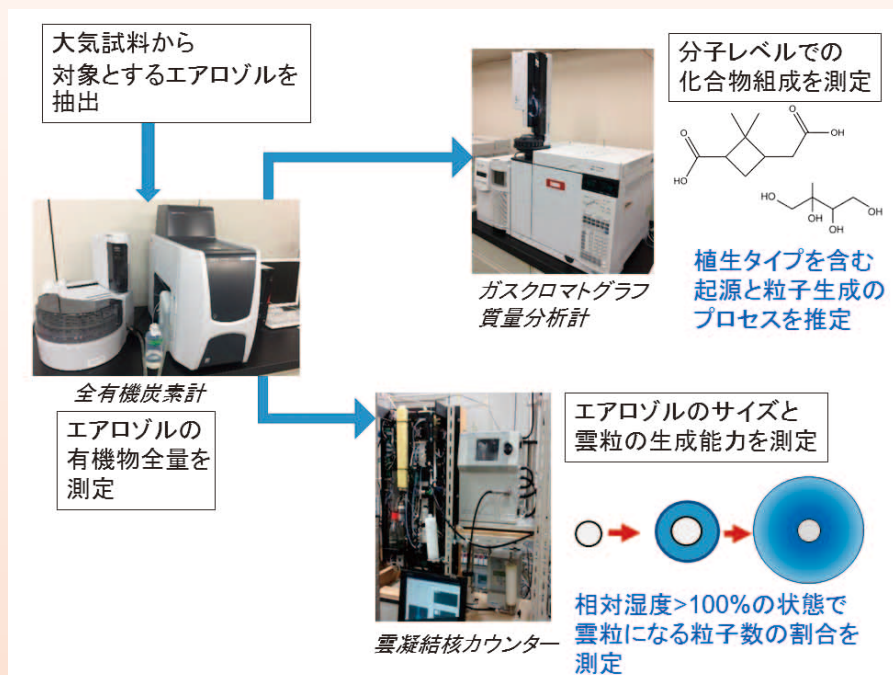 大気試料から
対象とするエアロゾルを
抽出
全有機炭素計
エアロゾルの
有機物全量を
測定
ガスクロマトグラフ
質量分析計
分子レベルでの
化合物組成を測定
O
OH
O
HO
HO
OH
OH
OH
植生タイプを含む
起源と粒子生成の
プロセスを推定
雲凝結核カウンター
エアロゾルのサイズと
雲粒の生成能力を測定
相対湿度>100%の状態で
雲粒になる粒子数の割合を
測定